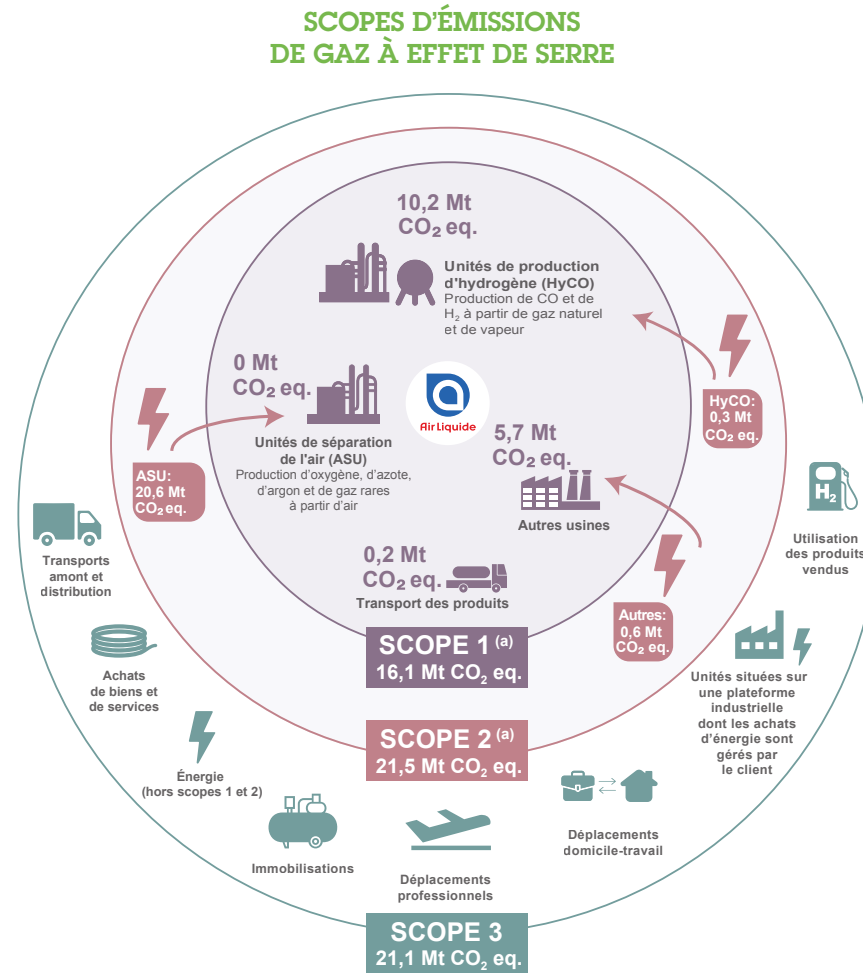 SCOPES D'ÉMISSIONS
DE GAZ À EFFET DE SERRE
10,2 Mt
CO₂ eq.
Unités de production
d'hydrogène (HyCO)
Production de CO et de
H₂ à partir de gaz naturel
et de vapeur
0 Mt
CO₂ eq.
Unités de séparation
de l'air (ASU)
Production d'oxygène, d'azote,
d'argon et de gaz rares
à partir d'air
Air Liquide
5,7 Mt
CO₂ eq.
Autres usines
0,2 Mt
CO₂ eq.
Transport des produits
SCOPE 1 (a)
16,1 Mt CO₂ eq.
ASU:
20,6 Mt
CO₂ eq.
HyCO:
0,3 Mt
CO₂ eq.
Autres:
0,6 Mt
CO₂ eq.
SCOPE 2 (a)
21,5 Mt CO₂ eq.
Transports
amont et
distribution
Achats
de biens et
de services
Énergie
(hors scopes 1 et 2)
Immobilisations
Déplacements
professionnels
Déplacements
domicile-travail
Unités situées sur
une plateforme
industrielle
dont les achats
d'énergie sont
gérés par
le client
H₂
Utilisation
des produits
vendus
SCOPE 3
21,1 Mt CO₂ eq.